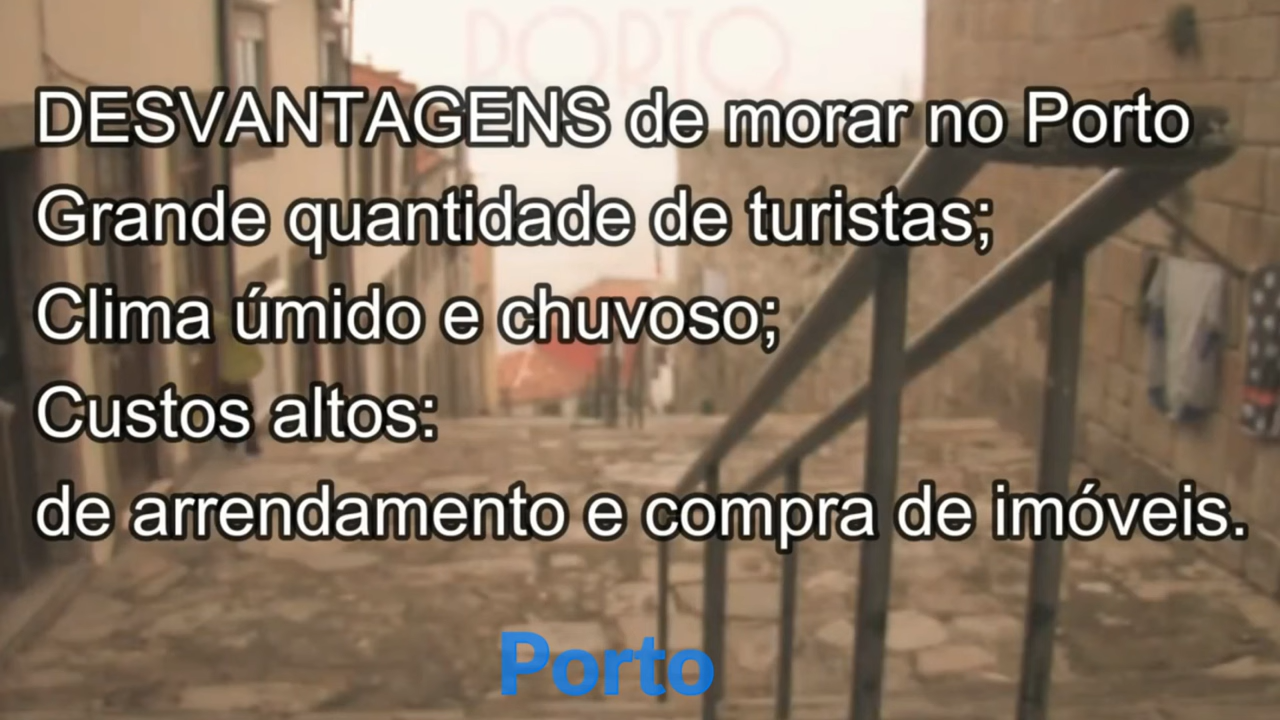 PORTO
DESVANTAGENS de morar no Porto
Grande quantidade de turistas;
Clima úmido e chuvoso;
Custos altos:
de arrendamento e compra de imóveis.
Porto